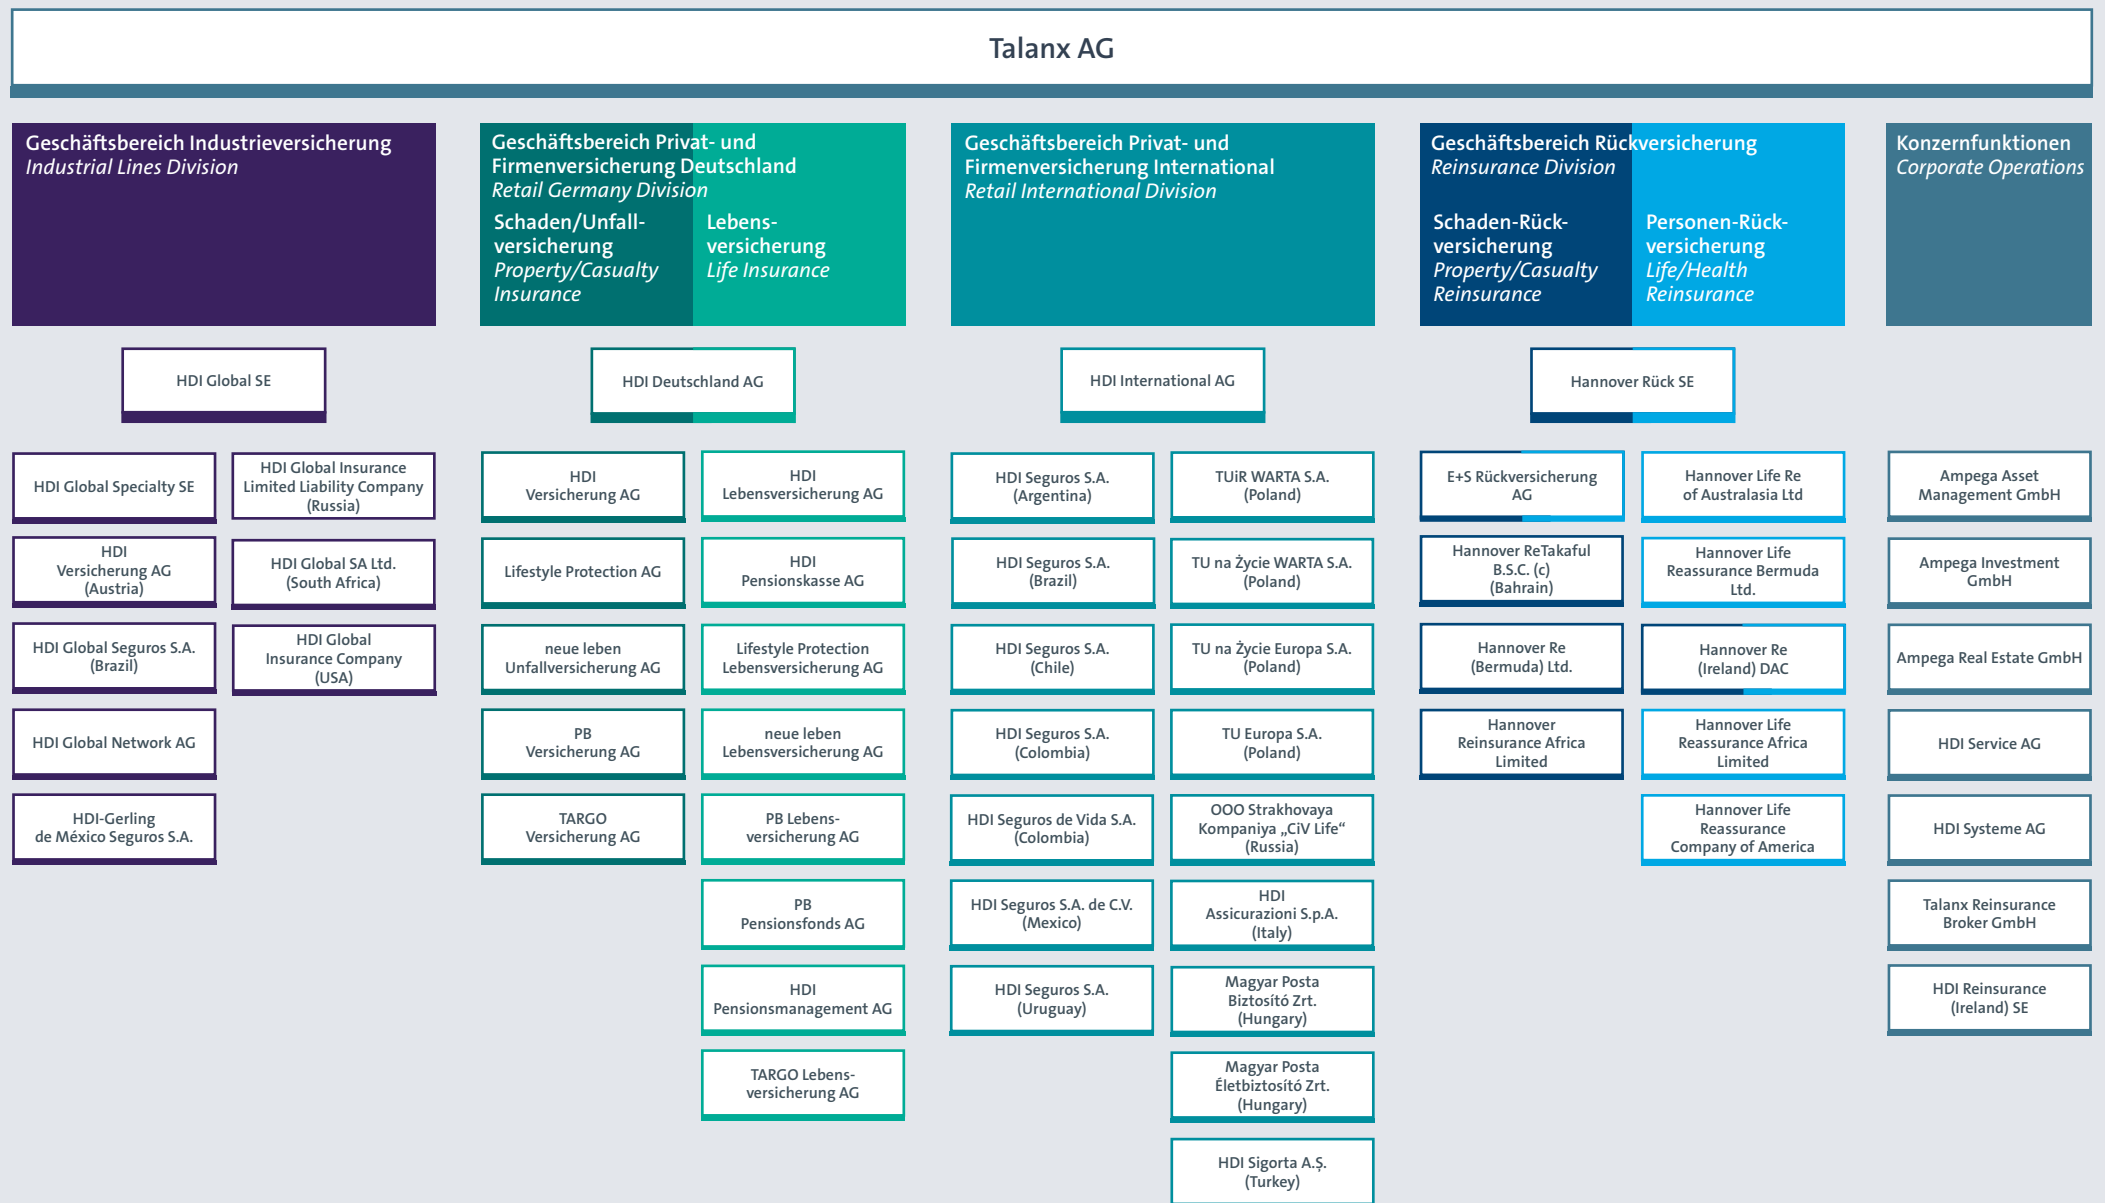 Talanx AG
Geschäftsbereich Industrieversicherung
Industrial Lines Division
Geschäftsbereich Privat- und
Firmenversicherung Deutschland
Retail Germany Division
Schaden/Unfall-
versicherung
Property/Casualty
Insurance
Lebens-
versicherung
Life Insurance
Geschäftsbereich Privat- und
Firmenversicherung International
Retail International Division
Geschäftsbereich Rückversicherung
Reinsurance Division
Schaden-Rück-
versicherung
Property/Casualty
Reinsurance
Personen-Rück-
versicherung
Life/Health
Reinsurance
Konzernfunktionen
Corporate Operations
HDI Global SE
HDI Deutschland AG
HDI International AG
Hannover Rück SE
HDI Global Specialty SE
HDI
Versicherung AG
(Austria)
HDI Global Seguros S.A.
(Brazil)
HDI Global Network AG
HDI-Gerling
de México Seguros S.A.
HDI Global Insurance
Limited Liability Company
(Russia)
HDI Global SA Ltd.
(South Africa)
HDI Global
Insurance Company
(USA)
HDI
Versicherung AG
Lifestyle Protection AG
neue leben
Unfallversicherung AG
PB
Versicherung AG
TARGO
Versicherung AG
HDI
Lebensversicherung AG
HDI
Pensionskasse AG
Lifestyle Protection
Lebensversicherung AG
neue leben
Lebensversicherung AG
PB Lebens-
versicherung AG
PB
Pensionsfonds AG
HDI
Pensionsmanagement AG
TARGO Lebens-
versicherung AG
HDI Seguros S.A.
(Argentina)
HDI Seguros S.A.
(Brazil)
HDI Seguros S.A.
(Chile)
HDI Seguros S.A.
(Colombia)
HDI Seguros de Vida S.A.
(Colombia)
HDI Seguros S.A. de C.V.
(Mexico)
HDI Seguros S.A.
(Uruguay)
TUiR WARTA S.A.
(Poland)
TU na Życie WARTA S.A.
(Poland)
TU na Życie Europa S.A.
(Poland)
TU Europa S.A.
(Poland)
OOO Strakhovaya
Kompaniya „CiV Life“
(Russia)
HDI
Assicurazioni S.p.A.
(Italy)
Magyar Posta
Biztosító Zrt.
(Hungary)
Magyar Posta
Életbiztosító Zrt.
(Hungary)
HDI Sigorta A.Ş.
(Turkey)
E+S Rückversicherung
AG
Hannover ReTakaful
B.S.C. (c)
(Bahrain)
Hannover Re
(Bermuda) Ltd.
Hannover
Reinsurance Africa
Limited
Hannover Life Re
of Australasia Ltd
Hannover Life
Reassurance Bermuda
Ltd.
Hannover Re
(Ireland) DAC
Hannover Life
Reassurance Africa
Limited
Hannover Life
Reassurance
Company of America
Ampega Asset
Management GmbH
Ampega Investment
GmbH
Ampega Real Estate GmbH
HDI Service AG
HDI Systeme AG
Talanx Reinsurance
Broker GmbH
HDI Reinsurance
(Ireland) SE